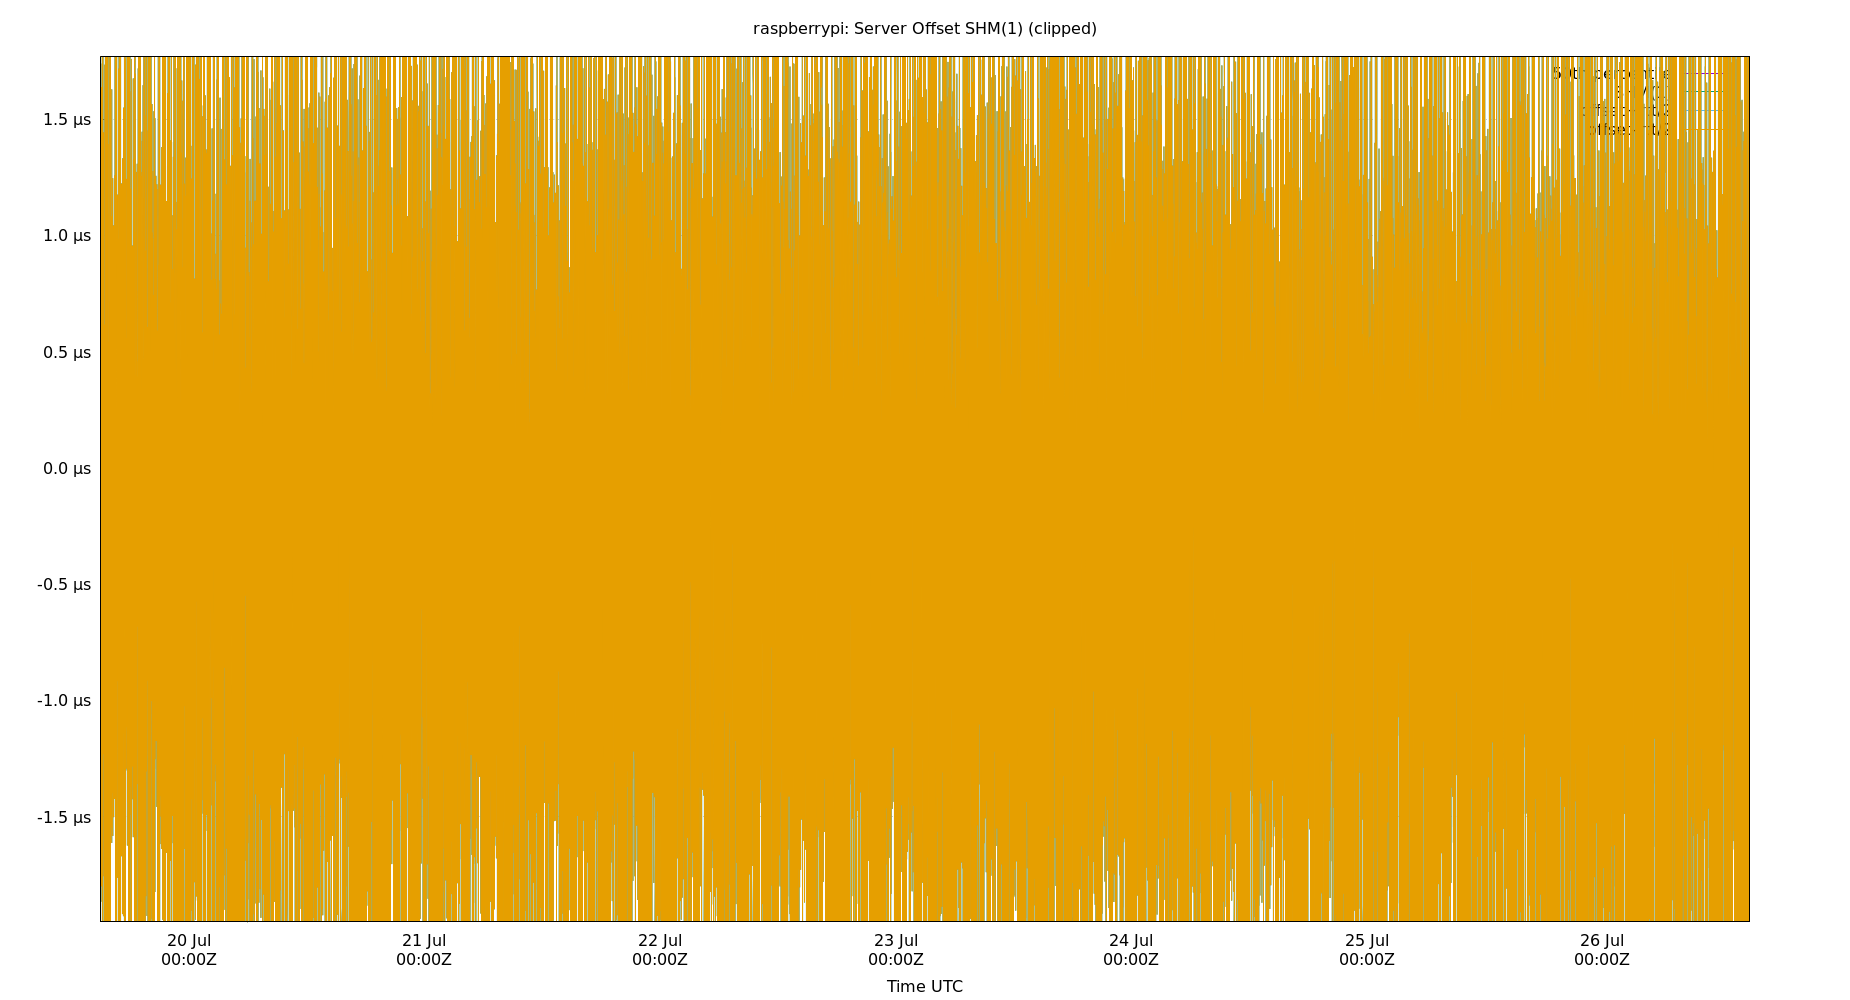 raspberrypi: Server Offset SHM(1) (clipped)
1.5 µs
1.0 µs
0.5 µs
0.0 µs
-0.5 µs
-1.0 µs
-1.5 µs
20 Jul 21 Jul 22 Jul 23 Jul 24 Jul 25 Jul 26 Jul
00:00Z 00:00Z 00:00Z 00:00Z 00:00Z 00:00Z 00:00Z
Time UTC